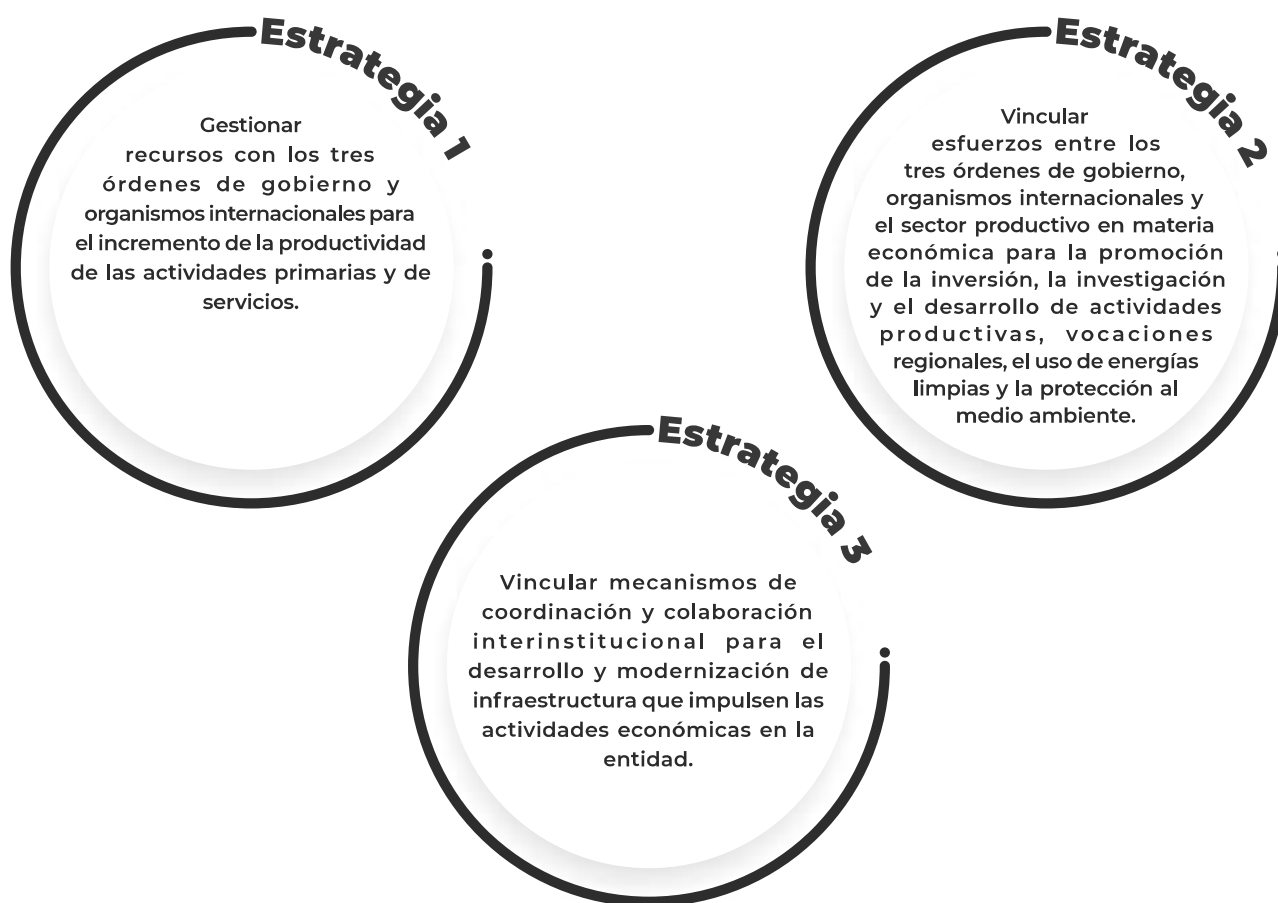 Estrategia 1
Gestionar
recursos con los tres
órdenes de gobierno y
organismos internacionales para
el incremento de la productividad
de las actividades primarias y de
servicios.
Estrategia 2
Vincular
esfuerzos entre los
tres órdenes de gobierno,
organismos internacionales y
el sector productivo en materia
económica para la promoción
de la inversión, la investigación
y el desarrollo de actividades
productivas, vocaciones
regionales, el uso de energías
limpias y la protección al
medio ambiente.
Estrategia 3
Vincular mecanismos de
coordinación y colaboración
interinstitucional para el
desarrollo y modernización de
infraestructura que impulsen las
actividades económicas en la
entidad.